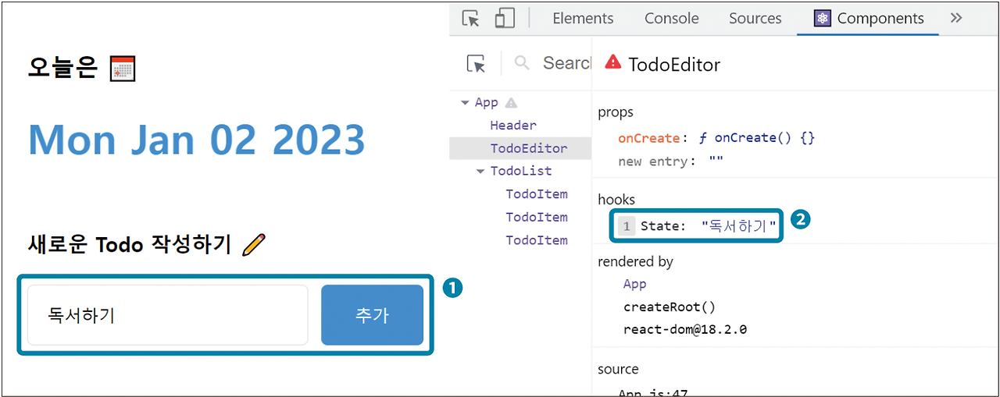 오늘은
Mon Jan 02 2023
새로운 Todo 작성하기
독서하기
추가
1
Elements
Console
Sources
Components
Searc
App
Header
TodoEditor
TodoList
TodoItem
TodoItem
TodoItem
TodoEditor
props
onCreate: ƒ onCreate() {}
new entry: ""
hooks
1 State: "독서하기"
2
rendered by
App
createRoot()
react-dom@18.2.0
source
App.js:47